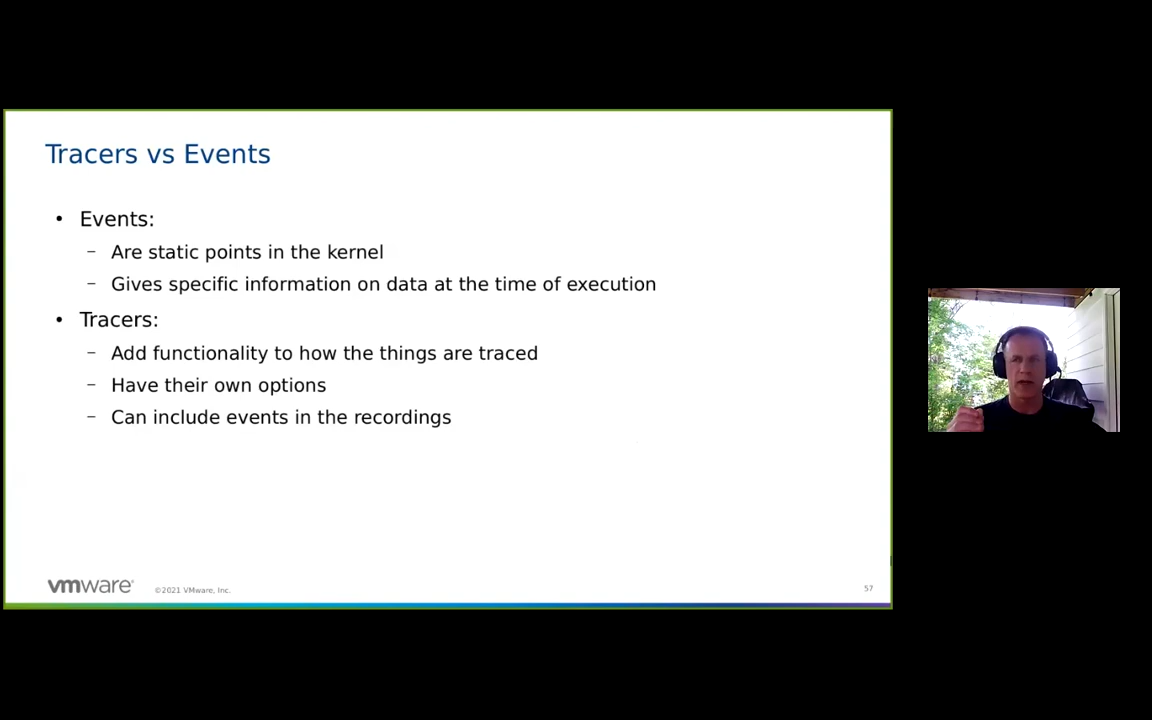 Tracers vs Events
• Events:
– Are static points in the kernel
– Gives specific information on data at the time of execution
• Tracers:
– Add functionality to how the things are traced
– Have their own options
– Can include events in the recordings
vmware®
©2021 VMware, Inc.
57